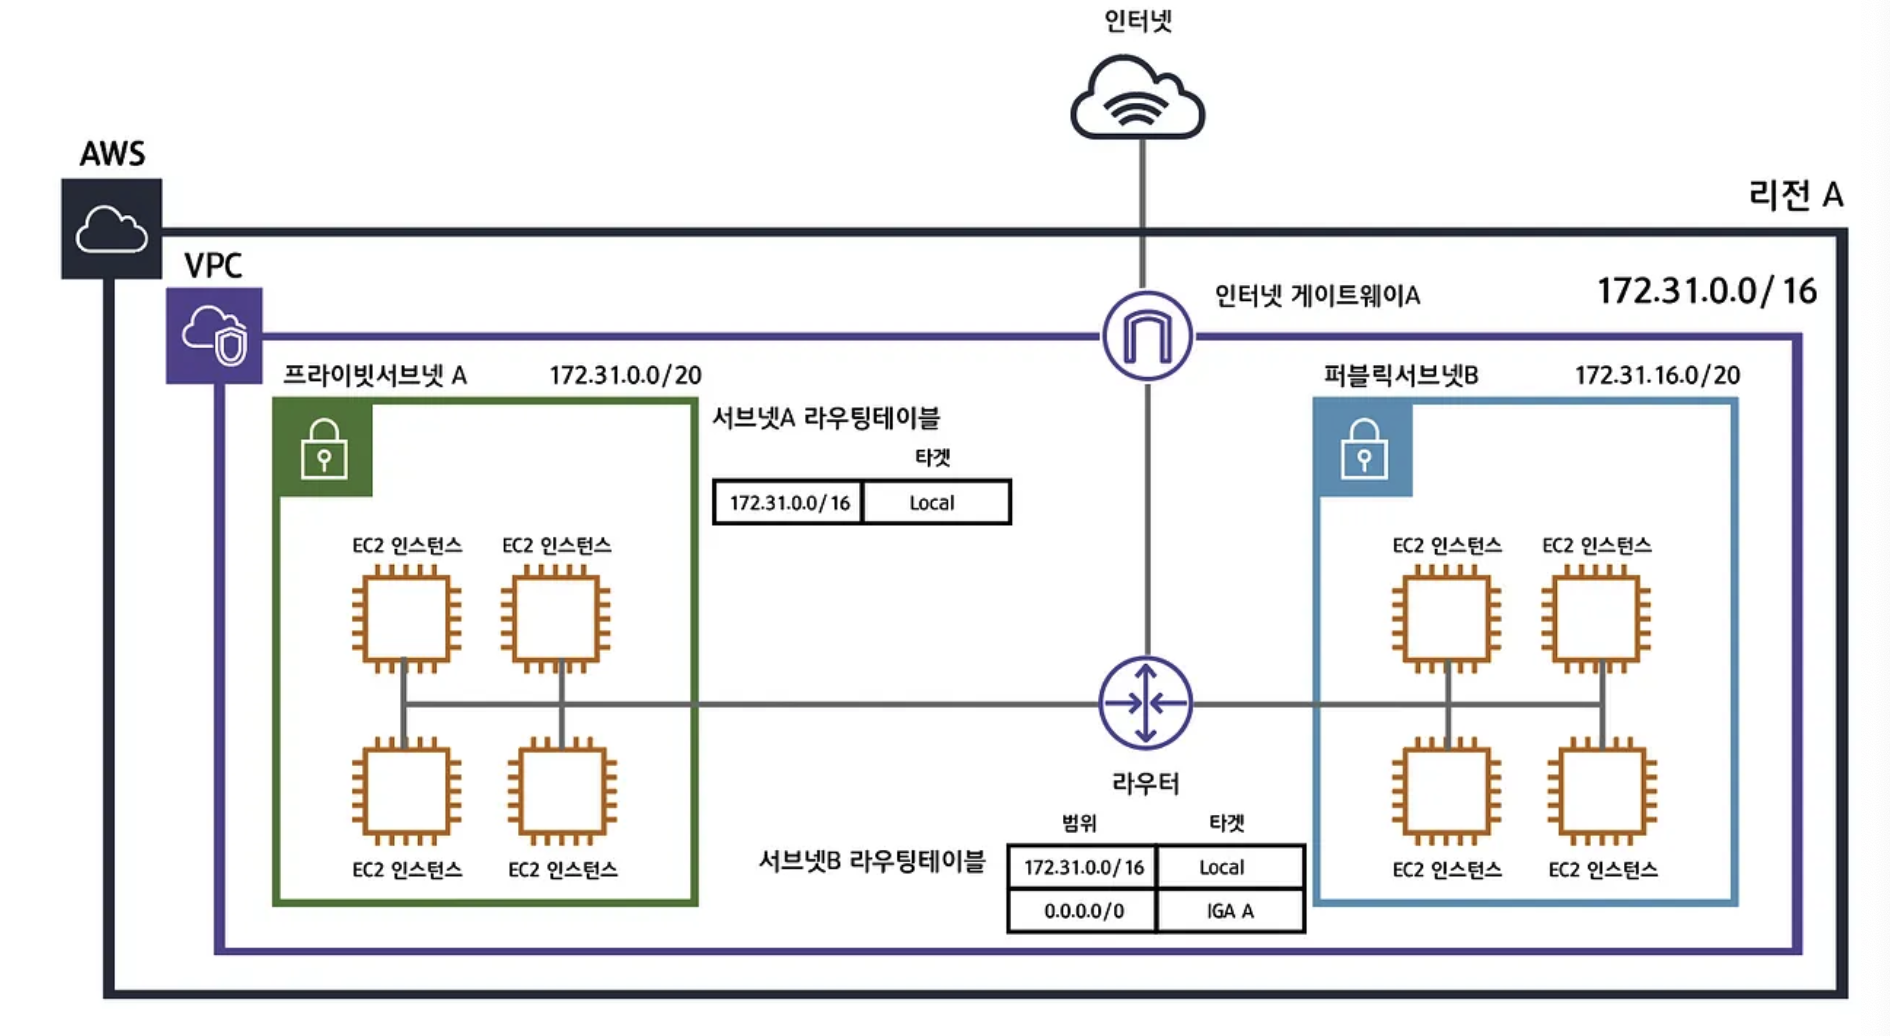 인터넷
AWS
리전 A
VPC
인터넷 게이트웨이A
172.31.0.0/ 16
프라이빗서브넷 A
172.31.0.0/20
퍼블릭서브넷B
172.31.16.0/20
서브넷A 라우팅테이블
타겟
172.31.0.0/ 16
Local
EC2 인스턴스
EC2 인스턴스
EC2 인스턴스
EC2 인스턴스
라우터
범위
타겟
서브넷B 라우팅테이블
172.31.0.0/ 16
Local
0.0.0.0/0
IGA A
EC2 인스턴스
EC2 인스턴스
EC2 인스턴스
EC2 인스턴스